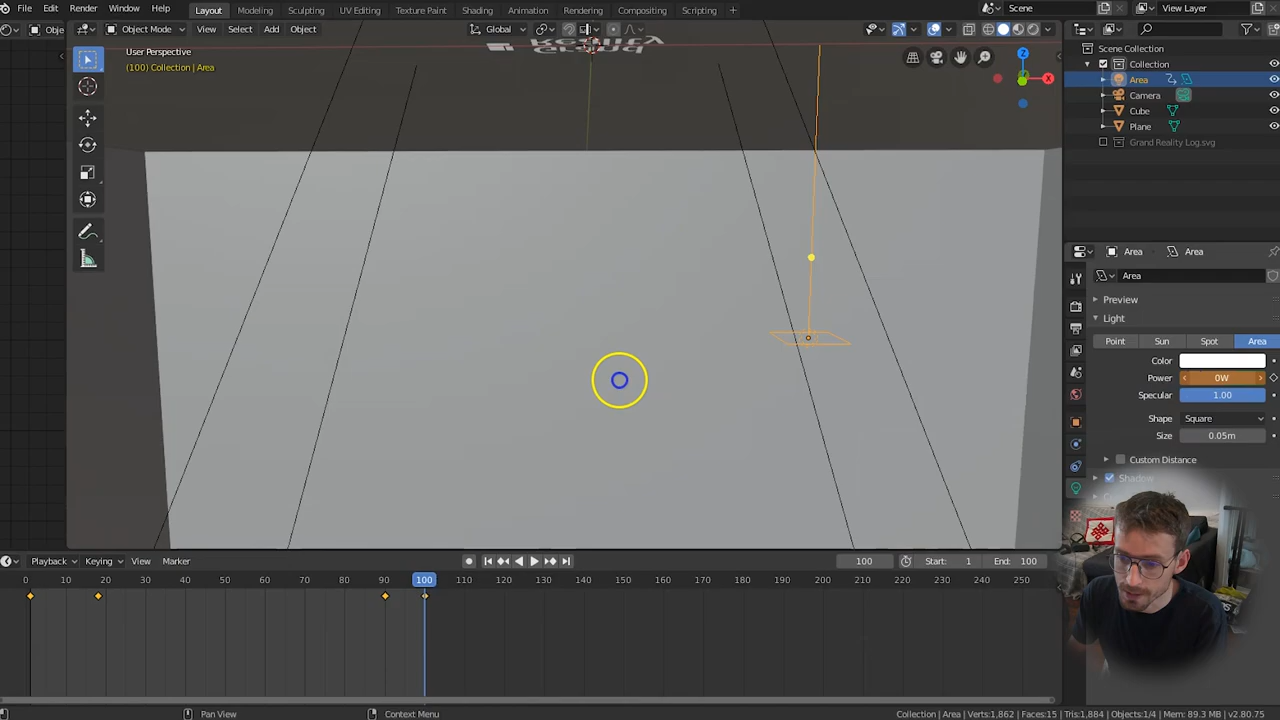 File Edit Render Window Help Layout Modeling Sculpting UV Editing Texture Paint Shading Animation Rendering Compositing Scripting + Scene View Layer
Obje Object Mode View Select Add Object Global
User Perspective
(100) Collection | Area
Reality
Grand
Z
X
Scene Collection
Collection
Area
Camera
Cube
Plane
Grand Reality Log.svg
Area Area
Area
Preview
Light
Point Sun Spot Area
Color
Power 0W
Specular 1.00
Shape Square
Size 0.05m
Custom Distance
Shadow
Playback Keying View Marker 100 Start: 1 End: 100
0 10 20 30 40 50 60 70 80 90 100 110 120 130 140 150 160 170 180 190 200 210 220 230 240 250
Pan View Context Menu Collection | Area | Verts:1,862 | Faces:15 | Tris:1,884 | Objects:1/4 | Mem: 89.3 MB | v2.80.75